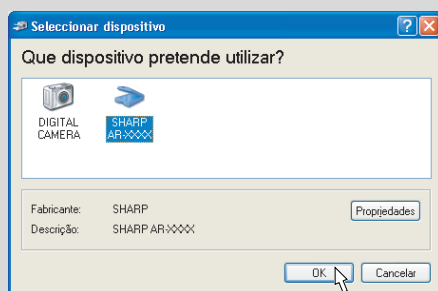 Seleccionar dispositivo
Que dispositivo pretende utilizar?
DIGITAL
CAMERA
SHARP
AR-XXXX
Fabricante: SHARP
Propriedades
Descrição: SHARP AR-XXXX
OK
Cancelar